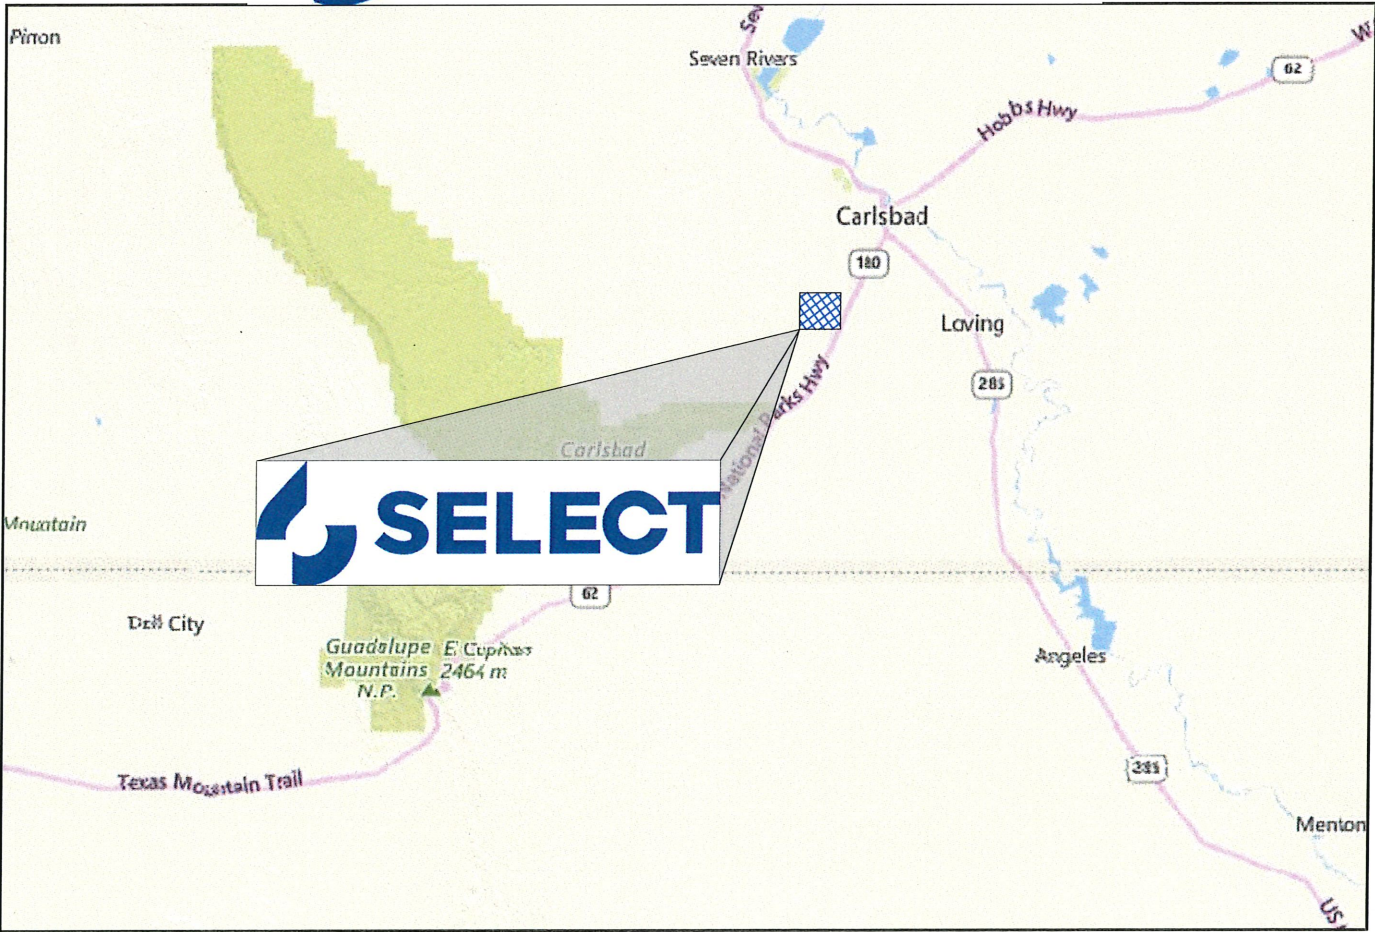 Pinon
Seven Rivers
62
Hobbs Hwy
Carlsbad
180
Loving
285
National Parks Hwy
Carlsbad
SELECT
Mountain
62
Dell City
Guadalupe
Mountains
N.P.
2464 m
Angeles
285
Texas Mountain Trail
Menton
US